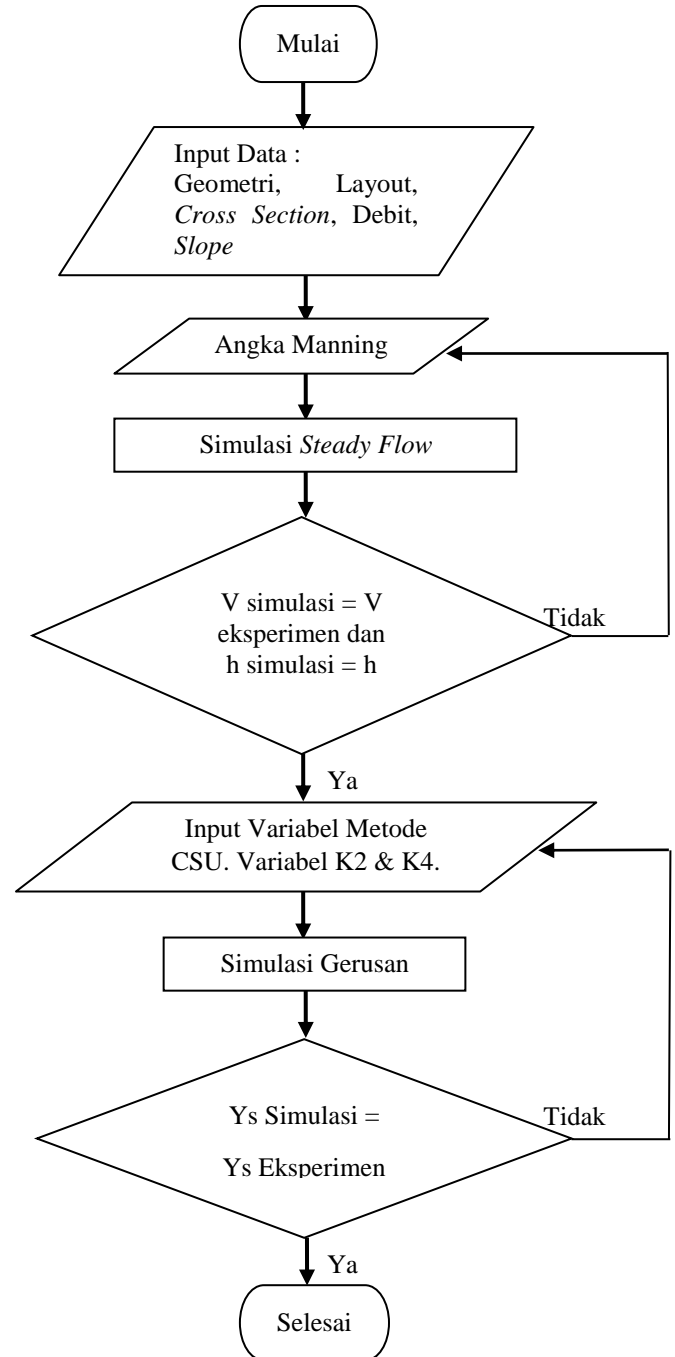 Mulai
Input Data :
Geometri, Layout,
Cross Section, Debit,
Slope
Angka Manning
Simulasi Steady Flow
V simulasi = V
eksperimen dan
h simulasi = h
Tidak
Ya
Input Variabel Metode
CSU. Variabel K2 & K4.
Simulasi Gerusan
Ys Simulasi =
Ys Eksperimen
Tidak
Ya
Selesai